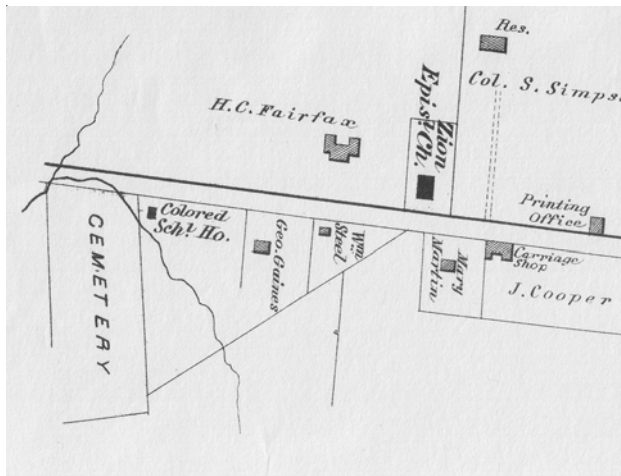 Res.
Col. S. Simps
H.C. Fairfax
Zion
Epis! Ch.
Printing
Office
Colored
Schl. Ho.
Geo. Gaines
Wm.
Steel
Mary
Martin
Carriage
Shop
J. Cooper
CEMETERY